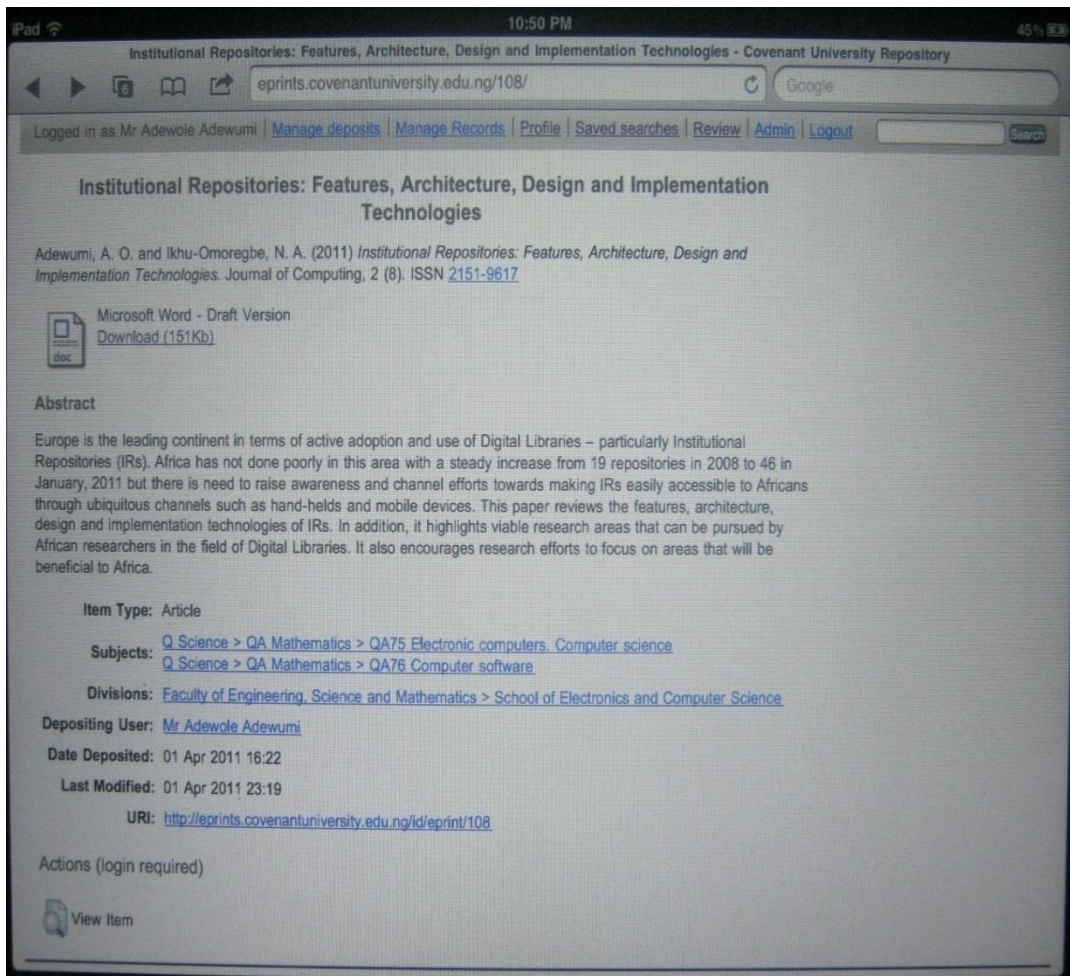 iPad 10:50 PM 45%
Institutional Repositories: Features, Architecture, Design and Implementation Technologies - Covenant University Repository
6 eprints.covenantuniversity.edu.ng/108/ Google
Logged in as Mr Adewole Adewumi | Manage deposits | Manage Records | Profile | Saved searches | Review | Admin | Logout Search
Institutional Repositories: Features, Architecture, Design and Implementation
Technologies
Adewumi, A. O. and Ikhu-Omoregbe, N. A. (2011) Institutional Repositories: Features, Architecture, Design and
Implementation Technologies. Journal of Computing, 2 (8). ISSN 2151-9617
Microsoft Word - Draft Version
Download (151Kb)
doc
Abstract
Europe is the leading continent in terms of active adoption and use of Digital Libraries – particularly Institutional
Repositories (IRs). Africa has not done poorly in this area with a steady increase from 19 repositories in 2008 to 46 in
January, 2011 but there is need to raise awareness and channel efforts towards making IRs easily accessible to Africans
through ubiquitous channels such as hand-helds and mobile devices. This paper reviews the features, architecture,
design and implementation technologies of IRs. In addition, it highlights viable research areas that can be pursued by
African researchers in the field of Digital Libraries. It also encourages research efforts to focus on areas that will be
beneficial to Africa.
Item Type: Article
Subjects: Q Science > QA Mathematics > QA75 Electronic computers. Computer science
Q Science > QA Mathematics > QA76 Computer software
Divisions: Faculty of Engineering, Science and Mathematics > School of Electronics and Computer Science
Depositing User: Mr Adewole Adewumi
Date Deposited: 01 Apr 2011 16:22
Last Modified: 01 Apr 2011 23:19
URI: http://eprints.covenantuniversity.edu.ng/id/eprint/108
Actions (login required)
View Item